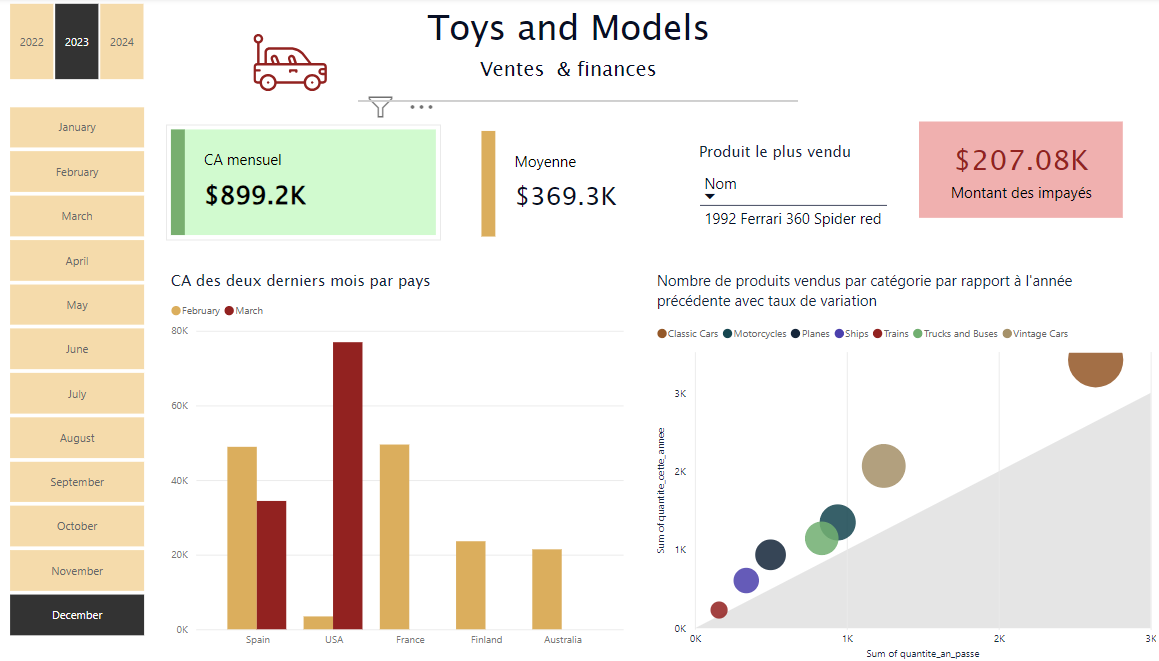 Toys and Models
Ventes & finances
2022 2023 2024
January
February
March
April
May
June
July
August
September
October
November
December
CA mensuel
$899.2K
Moyenne
$369.3K
Produit le plus vendu
Nom
1992 Ferrari 360 Spider red
$207.08K
Montant des impayés
CA des deux derniers mois par pays
February March
80K
60K
40K
20K
0K
Spain USA France Finland Australia
Nombre de produits vendus par catégorie par rapport à l'année
précédente avec taux de variation
Classic Cars Motorcycles Planes Ships Trains Trucks and Buses Vintage Cars
Sum of quantite_cette_annee
3K
2K
1K
0K
0K 1K 2K 3K
Sum of quantite_an_passe